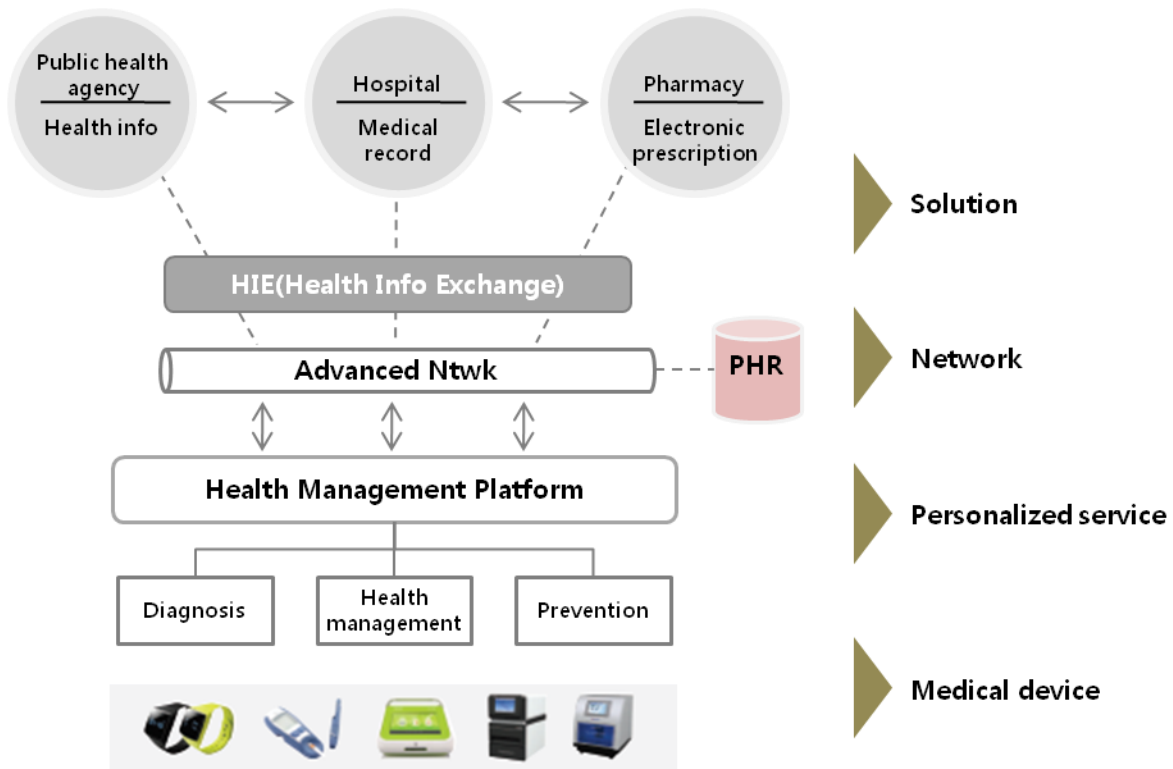 Public health
agency
Health info
Hospital
Medical
record
Pharmacy
Electronic
prescription
Solution
HIE(Health Info Exchange)
Advanced Ntwk
PHR
Network
Health Management Platform
Personalized service
Diagnosis
Health
management
Prevention
Medical device